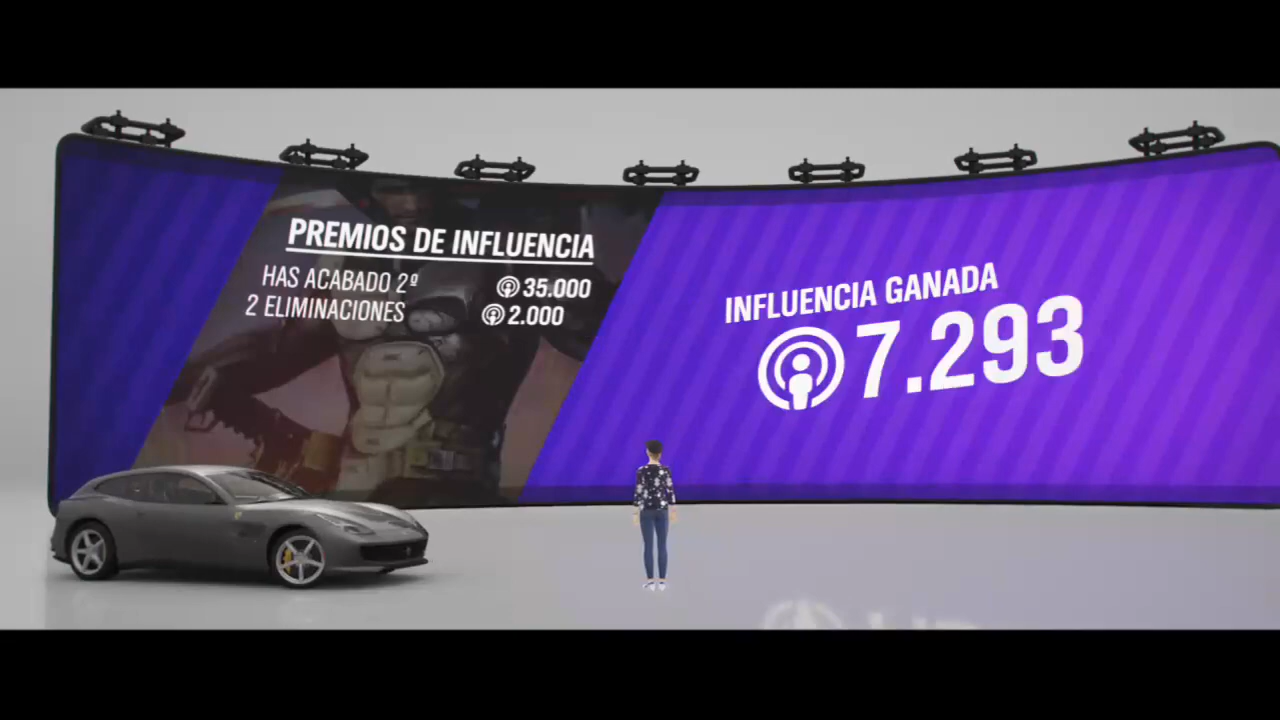 PREMIOS DE INFLUENCIA
HAS ACABADO 2º 35.000
2 ELIMINACIONES 2.000
INFLUENCIA GANADA
7.293